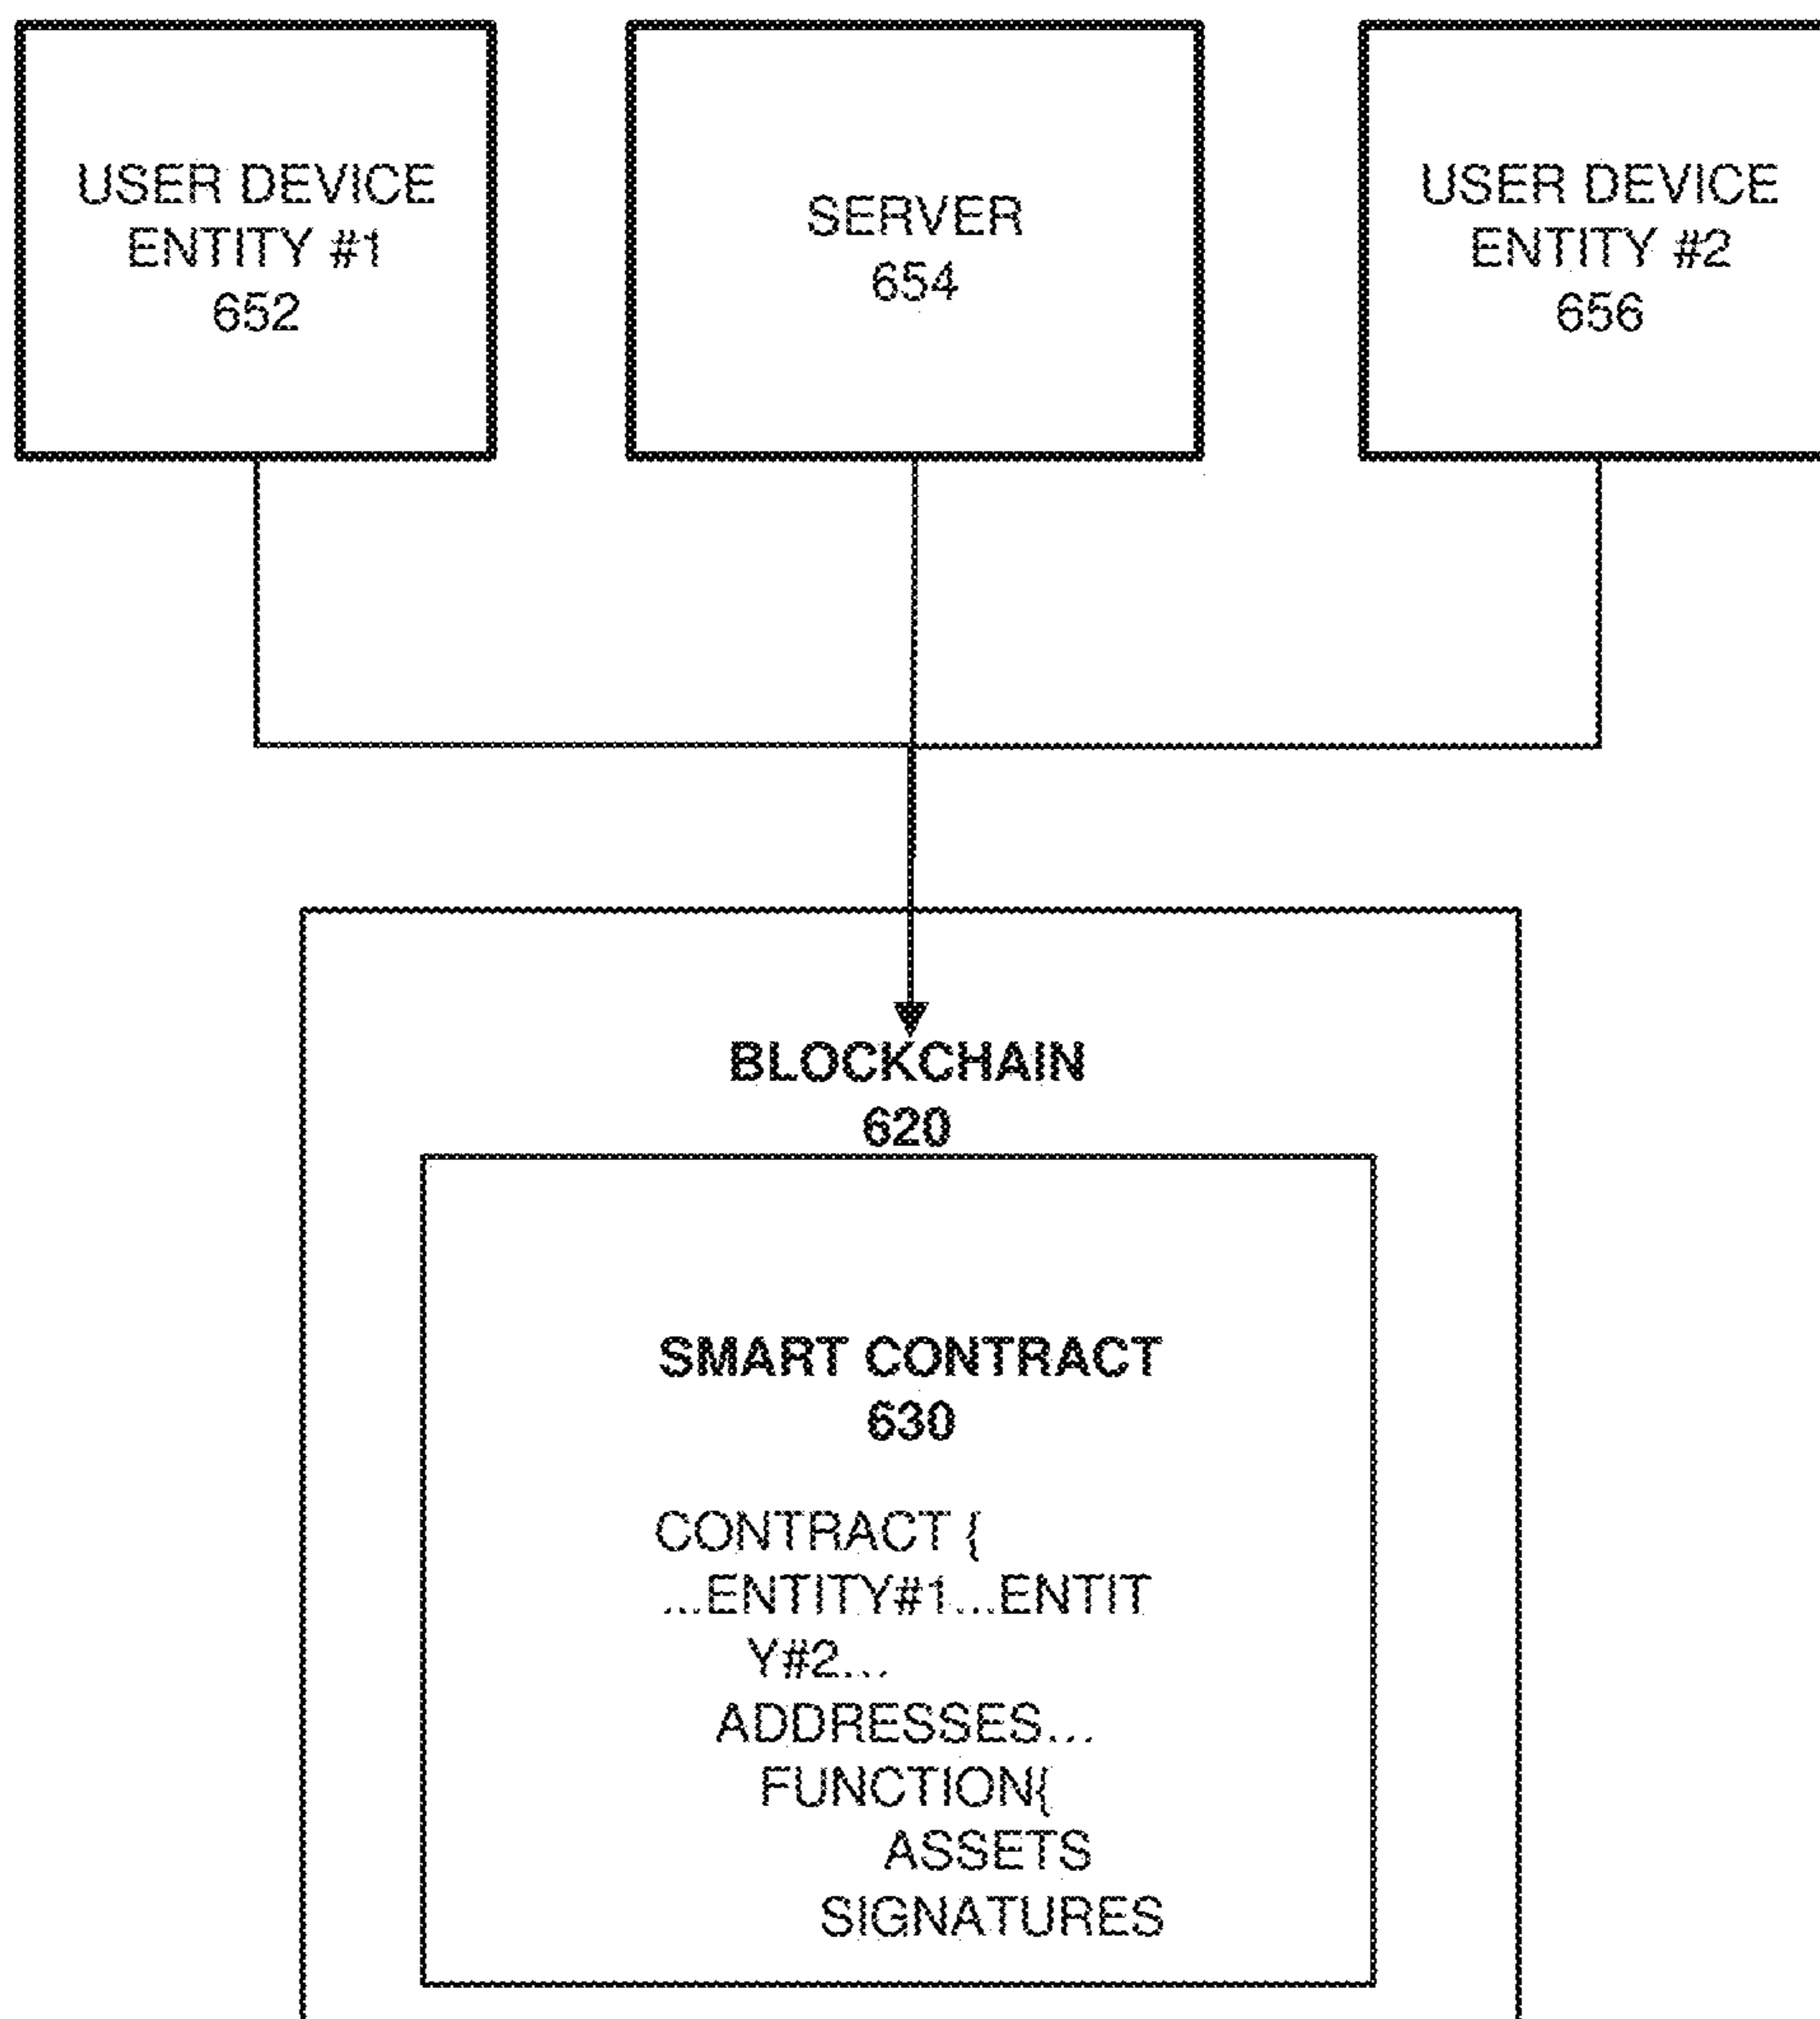 USER DEVICE
ENTITY #1
652
SERVER
654
USER DEVICE
ENTITY #2
656
BLOCKCHAIN
620
SMART CONTRACT
630
CONTRACT {
...ENTITY#1...ENTIT
Y#2...
ADDRESSES...
FUNCTION{
ASSETS
SIGNATURES